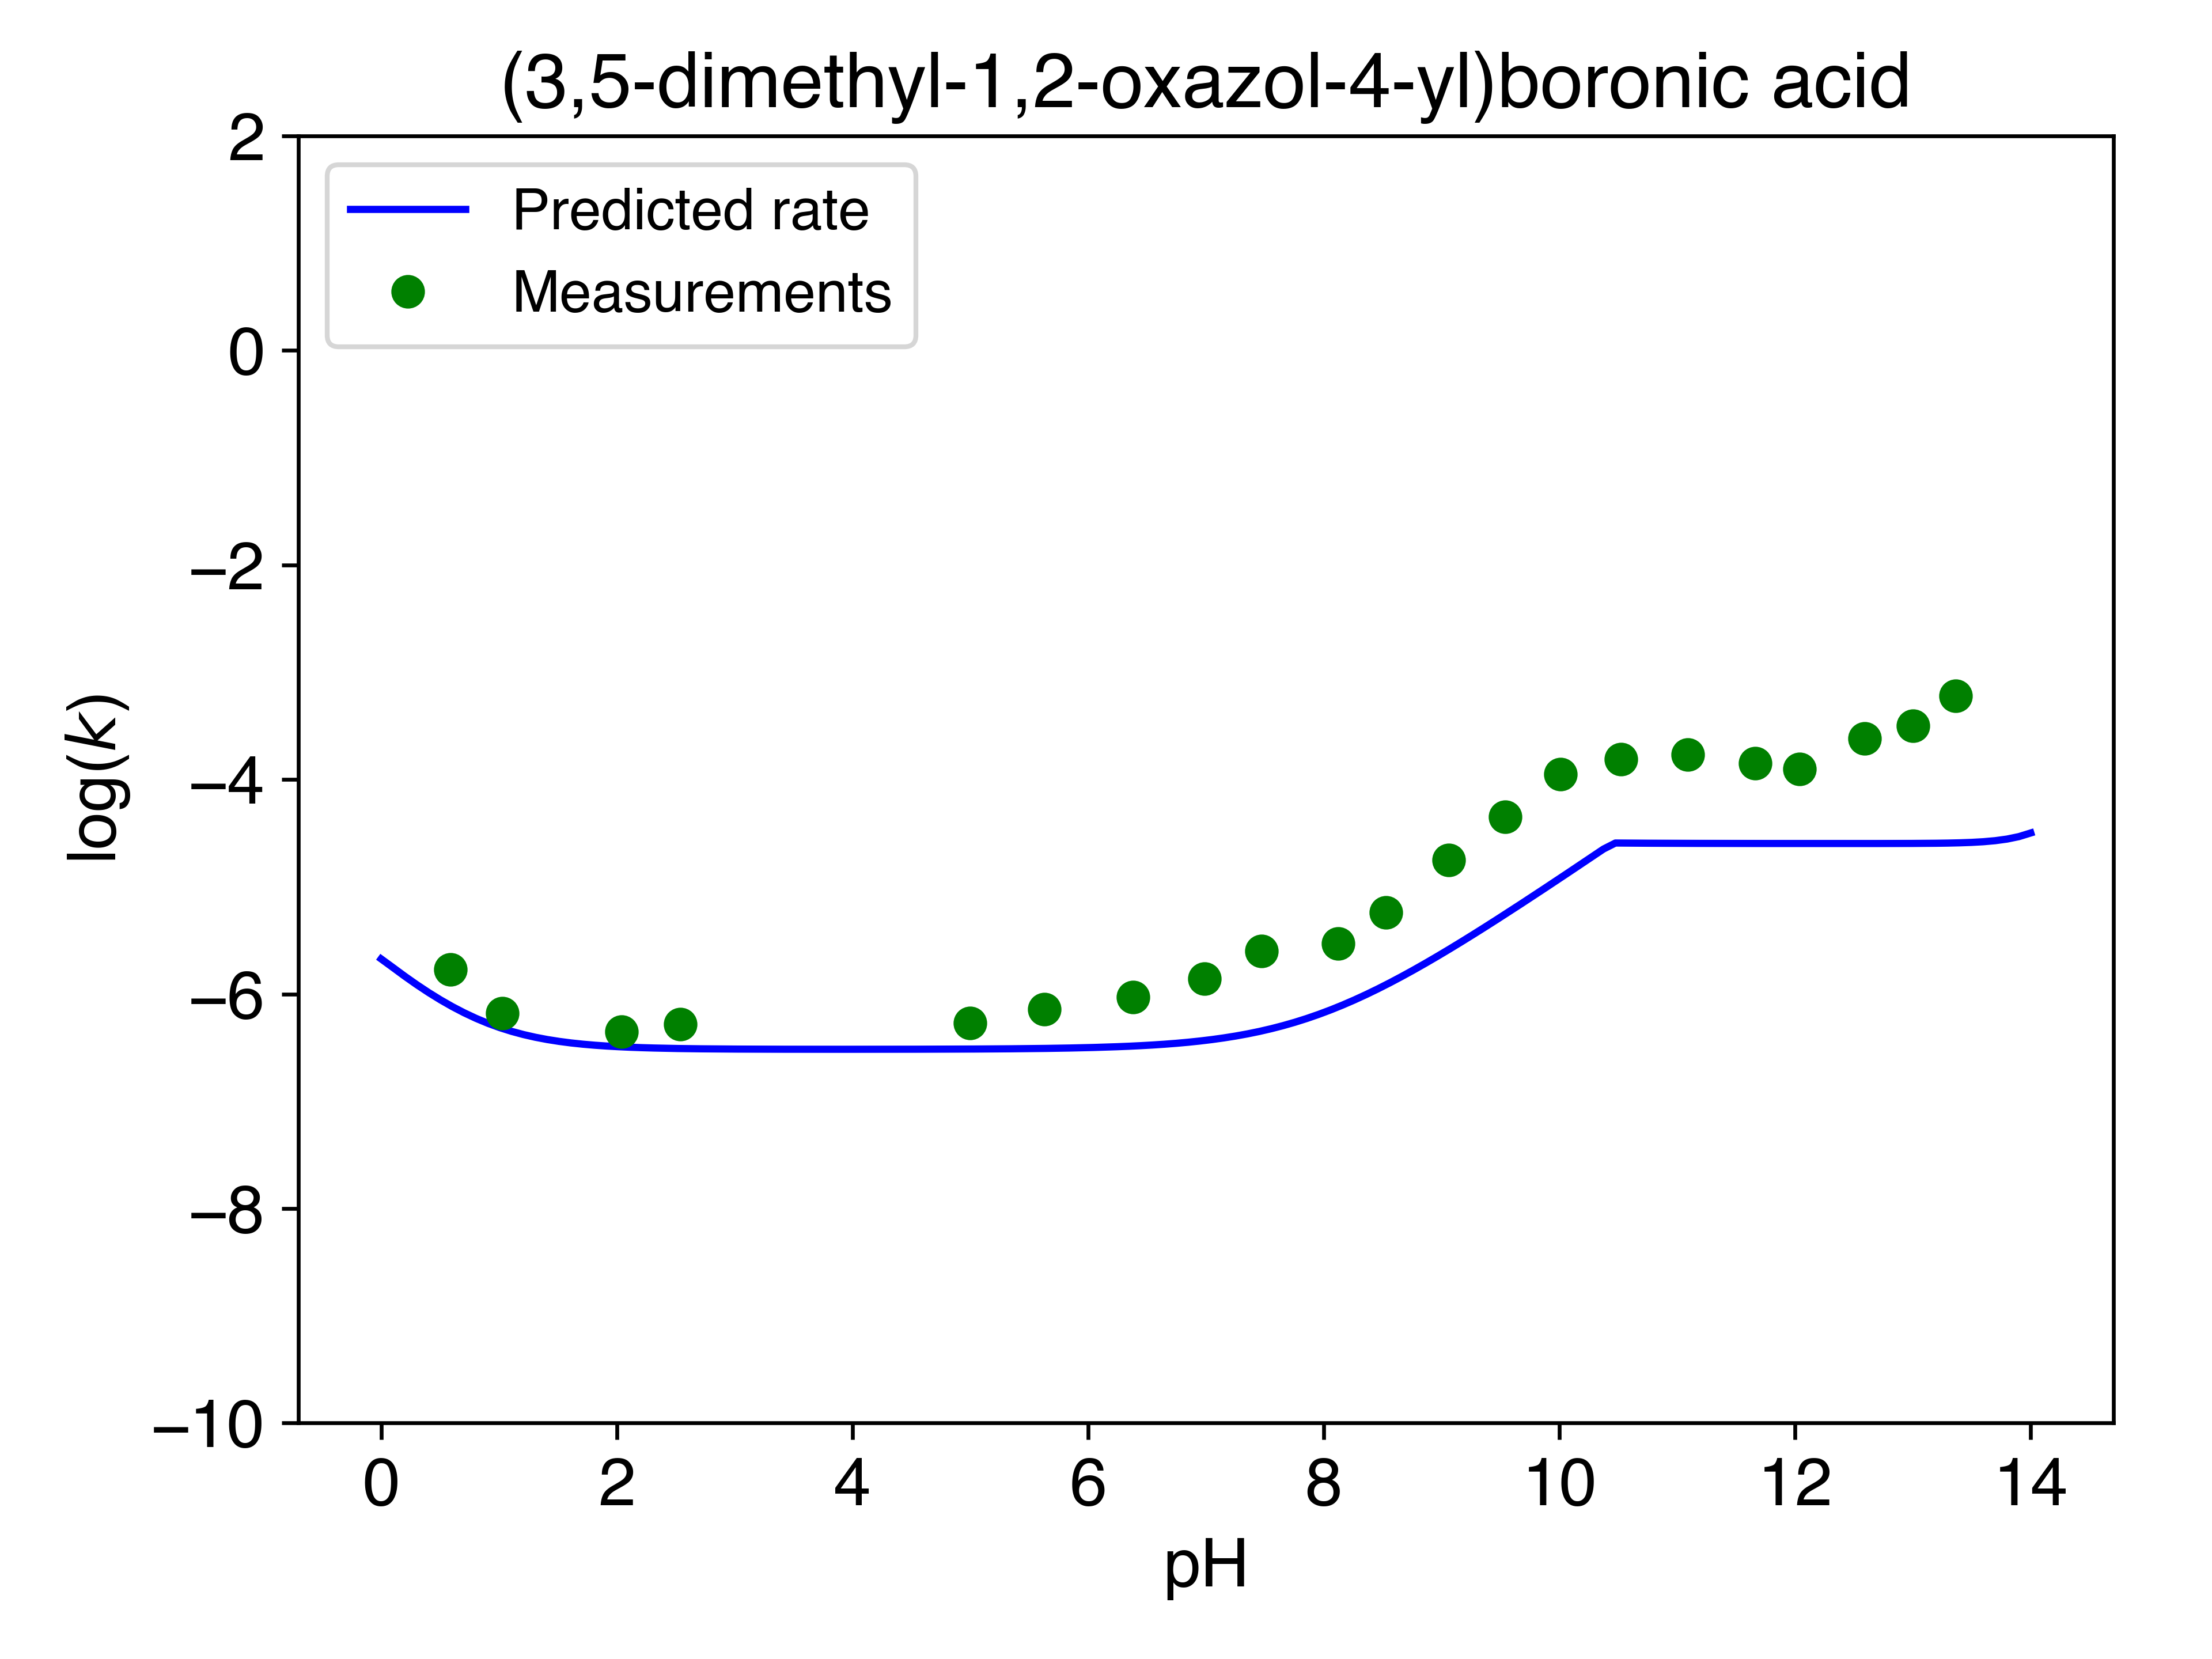 (3,5-dimethyl-1,2-oxazol-4-yl)boronic acid
Predicted rate
Measurements
2
0
−2
−4
−6
−8
−10
log(k)
0 2 4 6 8 10 12 14
pH